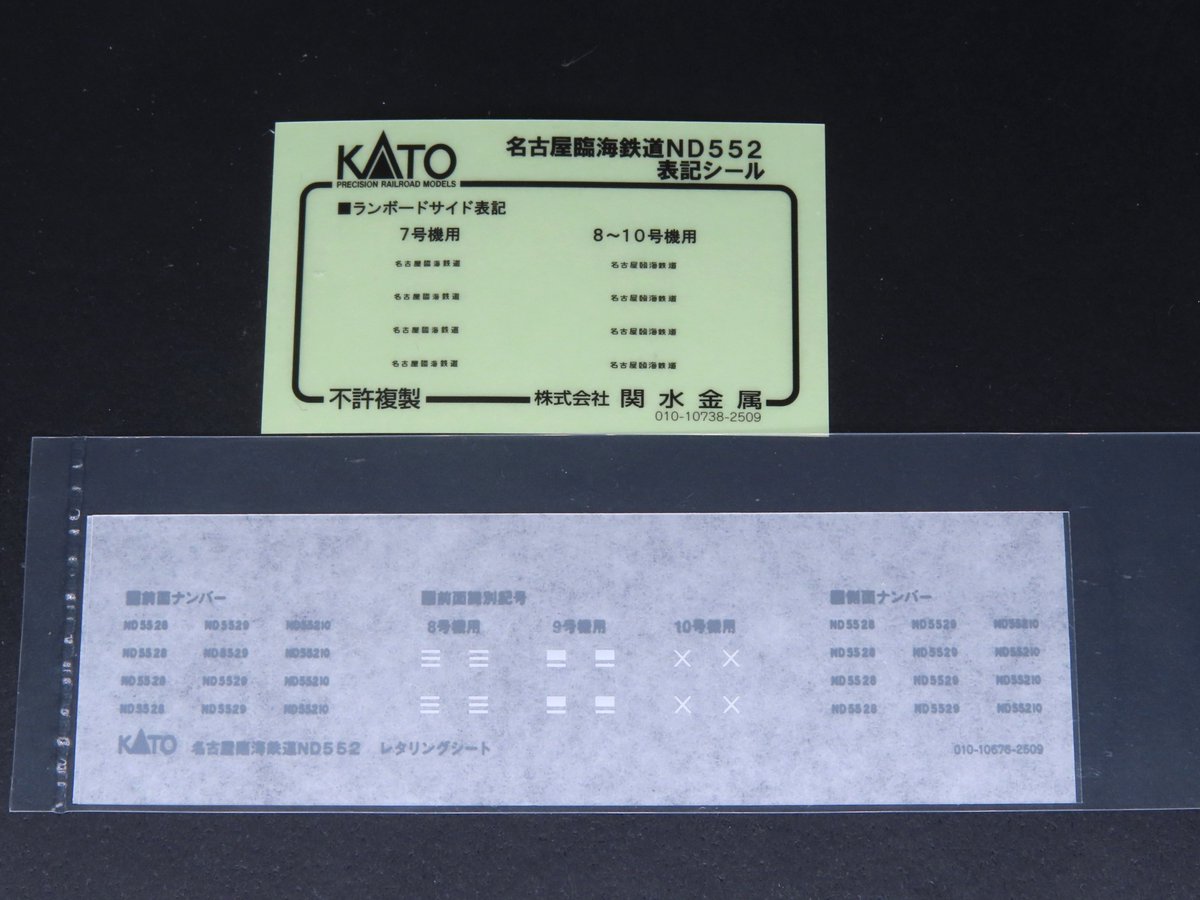 KATO
PRECISION RAILROAD MODELS
名古屋臨海鉄道ND552
表記シール
■ランボードサイド表記
7号機用 8～10号機用
名古屋臨海鉄道 名古屋臨海鉄道
名古屋臨海鉄道 名古屋臨海鉄道
名古屋臨海鉄道 名古屋臨海鉄道
名古屋臨海鉄道 名古屋臨海鉄道
不許複製 株式会社 関水金属
010-10738-2509
■前面ナンバー ■前面識別記号 ■側面ナンバー
8号機用 9号機用 10号機用
ND5528 ND5529 ND55210 ND5528 ND5529 ND55210
ND5528 ND5529 ND55210 ND5528 ND5529 ND55210
ND5528 ND5529 ND55210 ND5528 ND5529 ND55210
ND5528 ND5529 ND55210 ND5528 ND5529 ND55210
KATO 名古屋臨海鉄道ND552 レタリングシート 010-10676-2509